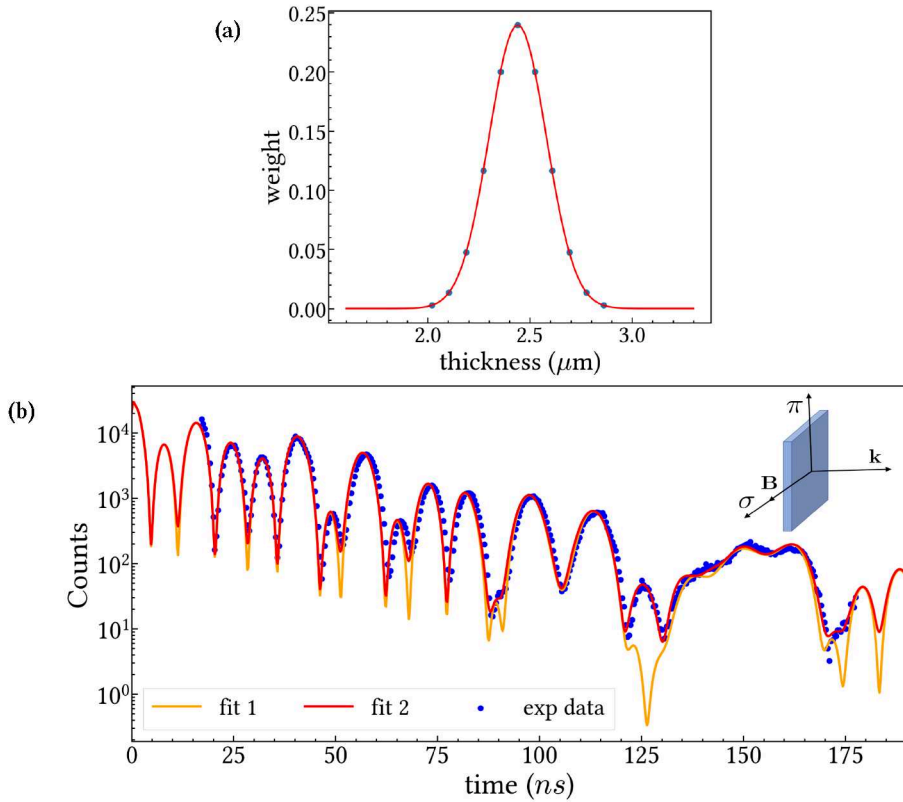 (a)
0.25
0.20
0.15
0.10
0.05
0.00
weight
2.0 2.5 3.0
thickness (μm)
(b)
10⁴
10³
10²
10¹
10⁰
Counts
π
k
B
σ
fit 1 fit 2 exp data
0 25 50 75 100 125 150 175
time (ns)